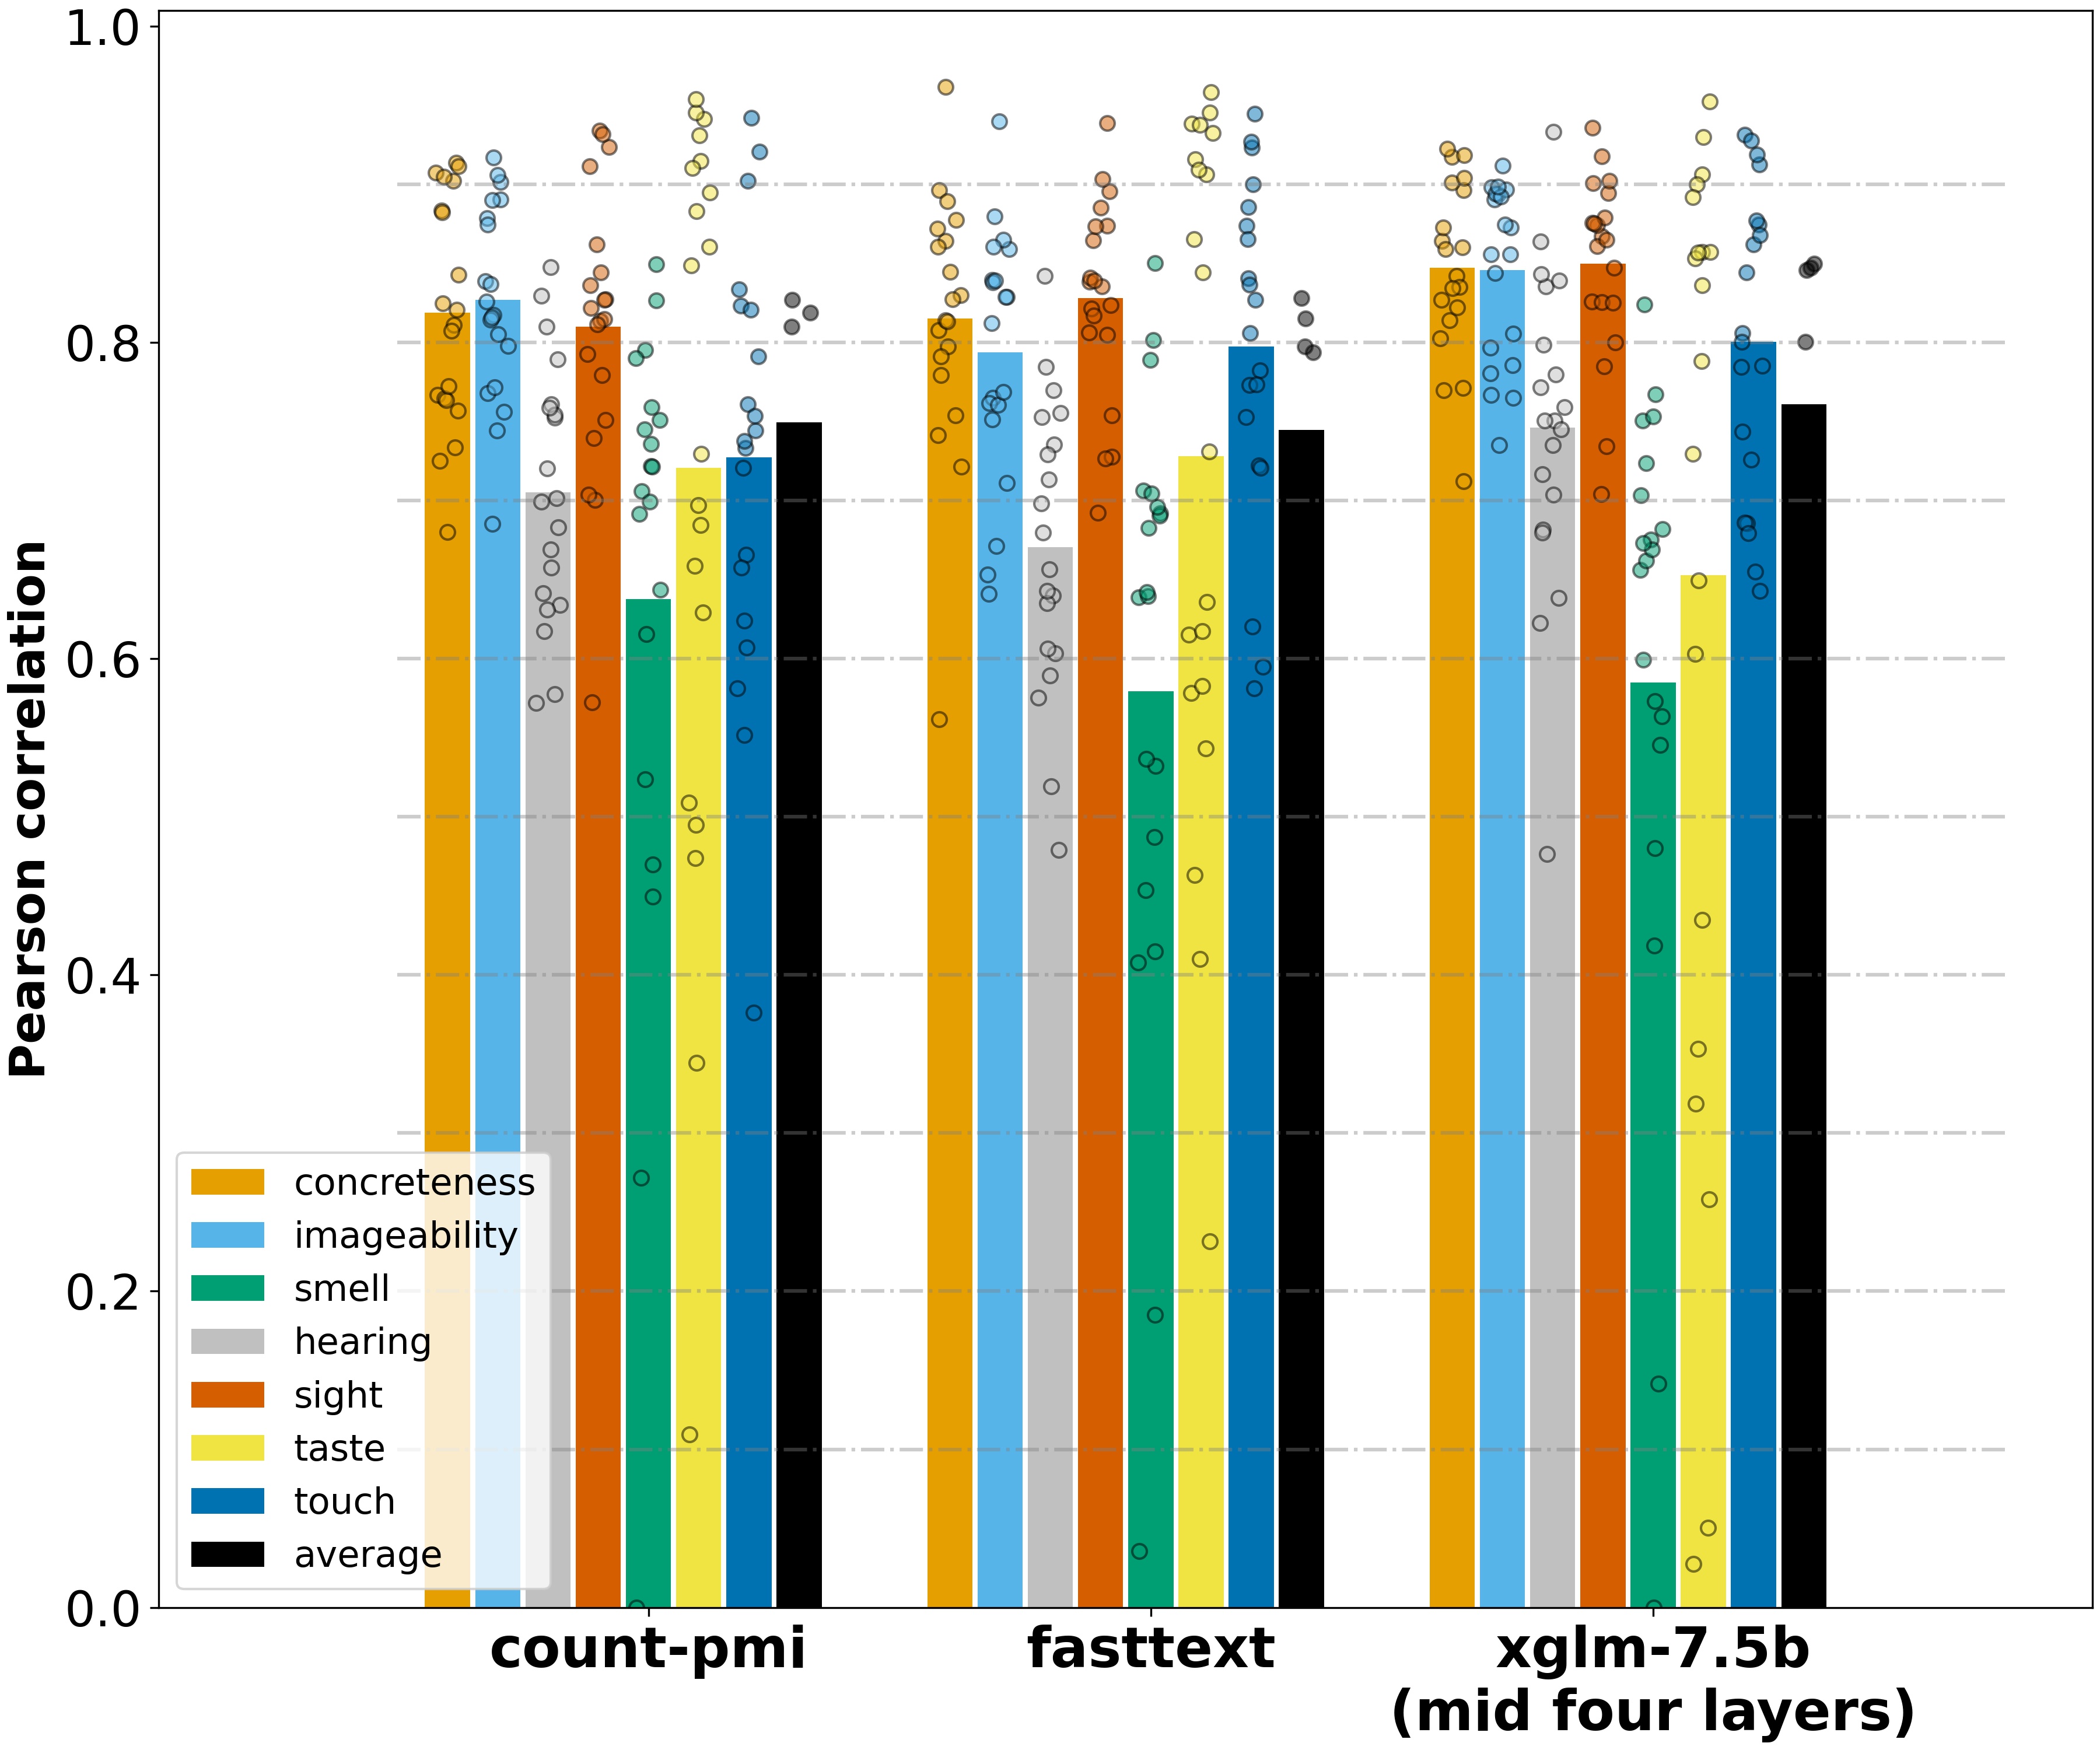 Pearson correlation
1.0
0.8
0.6
0.4
0.2
0.0
concreteness
imageability
smell
hearing
sight
taste
touch
average
count-pmi
fasttext
xglm-7.5b
(mid four layers)